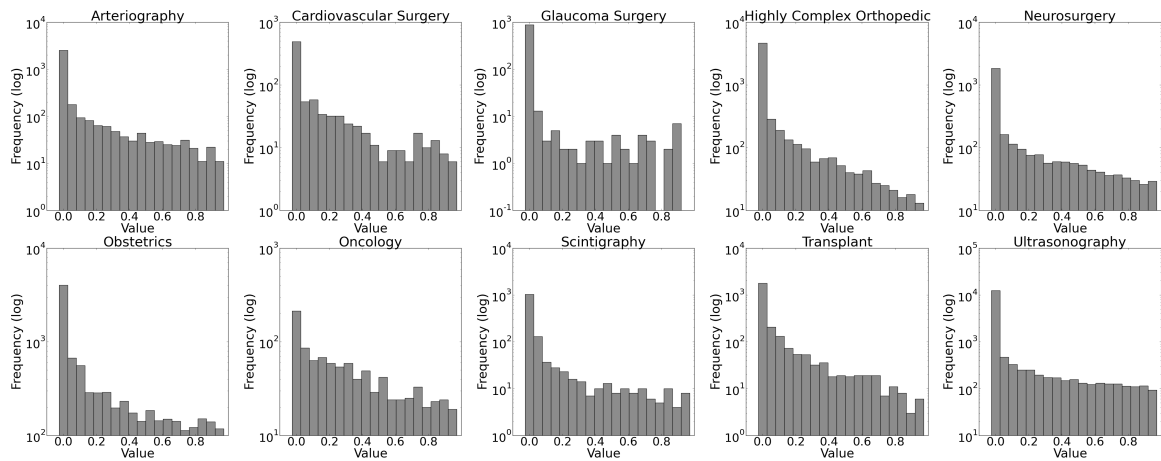 Arteriography
Cardiovascular Surgery
Glaucoma Surgery
Highly Complex Orthopedic
Neurosurgery
Frequency (log)
10^4
10^3
10^2
10^1
10^0
0.0 0.2 0.4 0.6 0.8
Value
Frequency (log)
10^3
10^2
10^1
10^0
0.0 0.2 0.4 0.6 0.8
Value
Frequency (log)
10^3
10^2
10^1
10^0
10^-1
0.0 0.2 0.4 0.6 0.8
Value
Frequency (log)
10^4
10^3
10^2
10^1
0.0 0.2 0.4 0.6 0.8
Value
Frequency (log)
10^4
10^3
10^2
10^1
0.0 0.2 0.4 0.6 0.8
Value
Obstetrics
Oncology
Scintigraphy
Transplant
Ultrasonography
Frequency (log)
10^4
10^3
10^2
0.0 0.2 0.4 0.6 0.8
Value
Frequency (log)
10^3
10^2
10^1
0.0 0.2 0.4 0.6 0.8
Value
Frequency (log)
10^4
10^3
10^2
10^1
10^0
0.0 0.2 0.4 0.6 0.8
Value
Frequency (log)
10^4
10^3
10^2
10^1
10^0
0.0 0.2 0.4 0.6 0.8
Value
Frequency (log)
10^5
10^4
10^3
10^2
10^1
0.0 0.2 0.4 0.6 0.8
Value